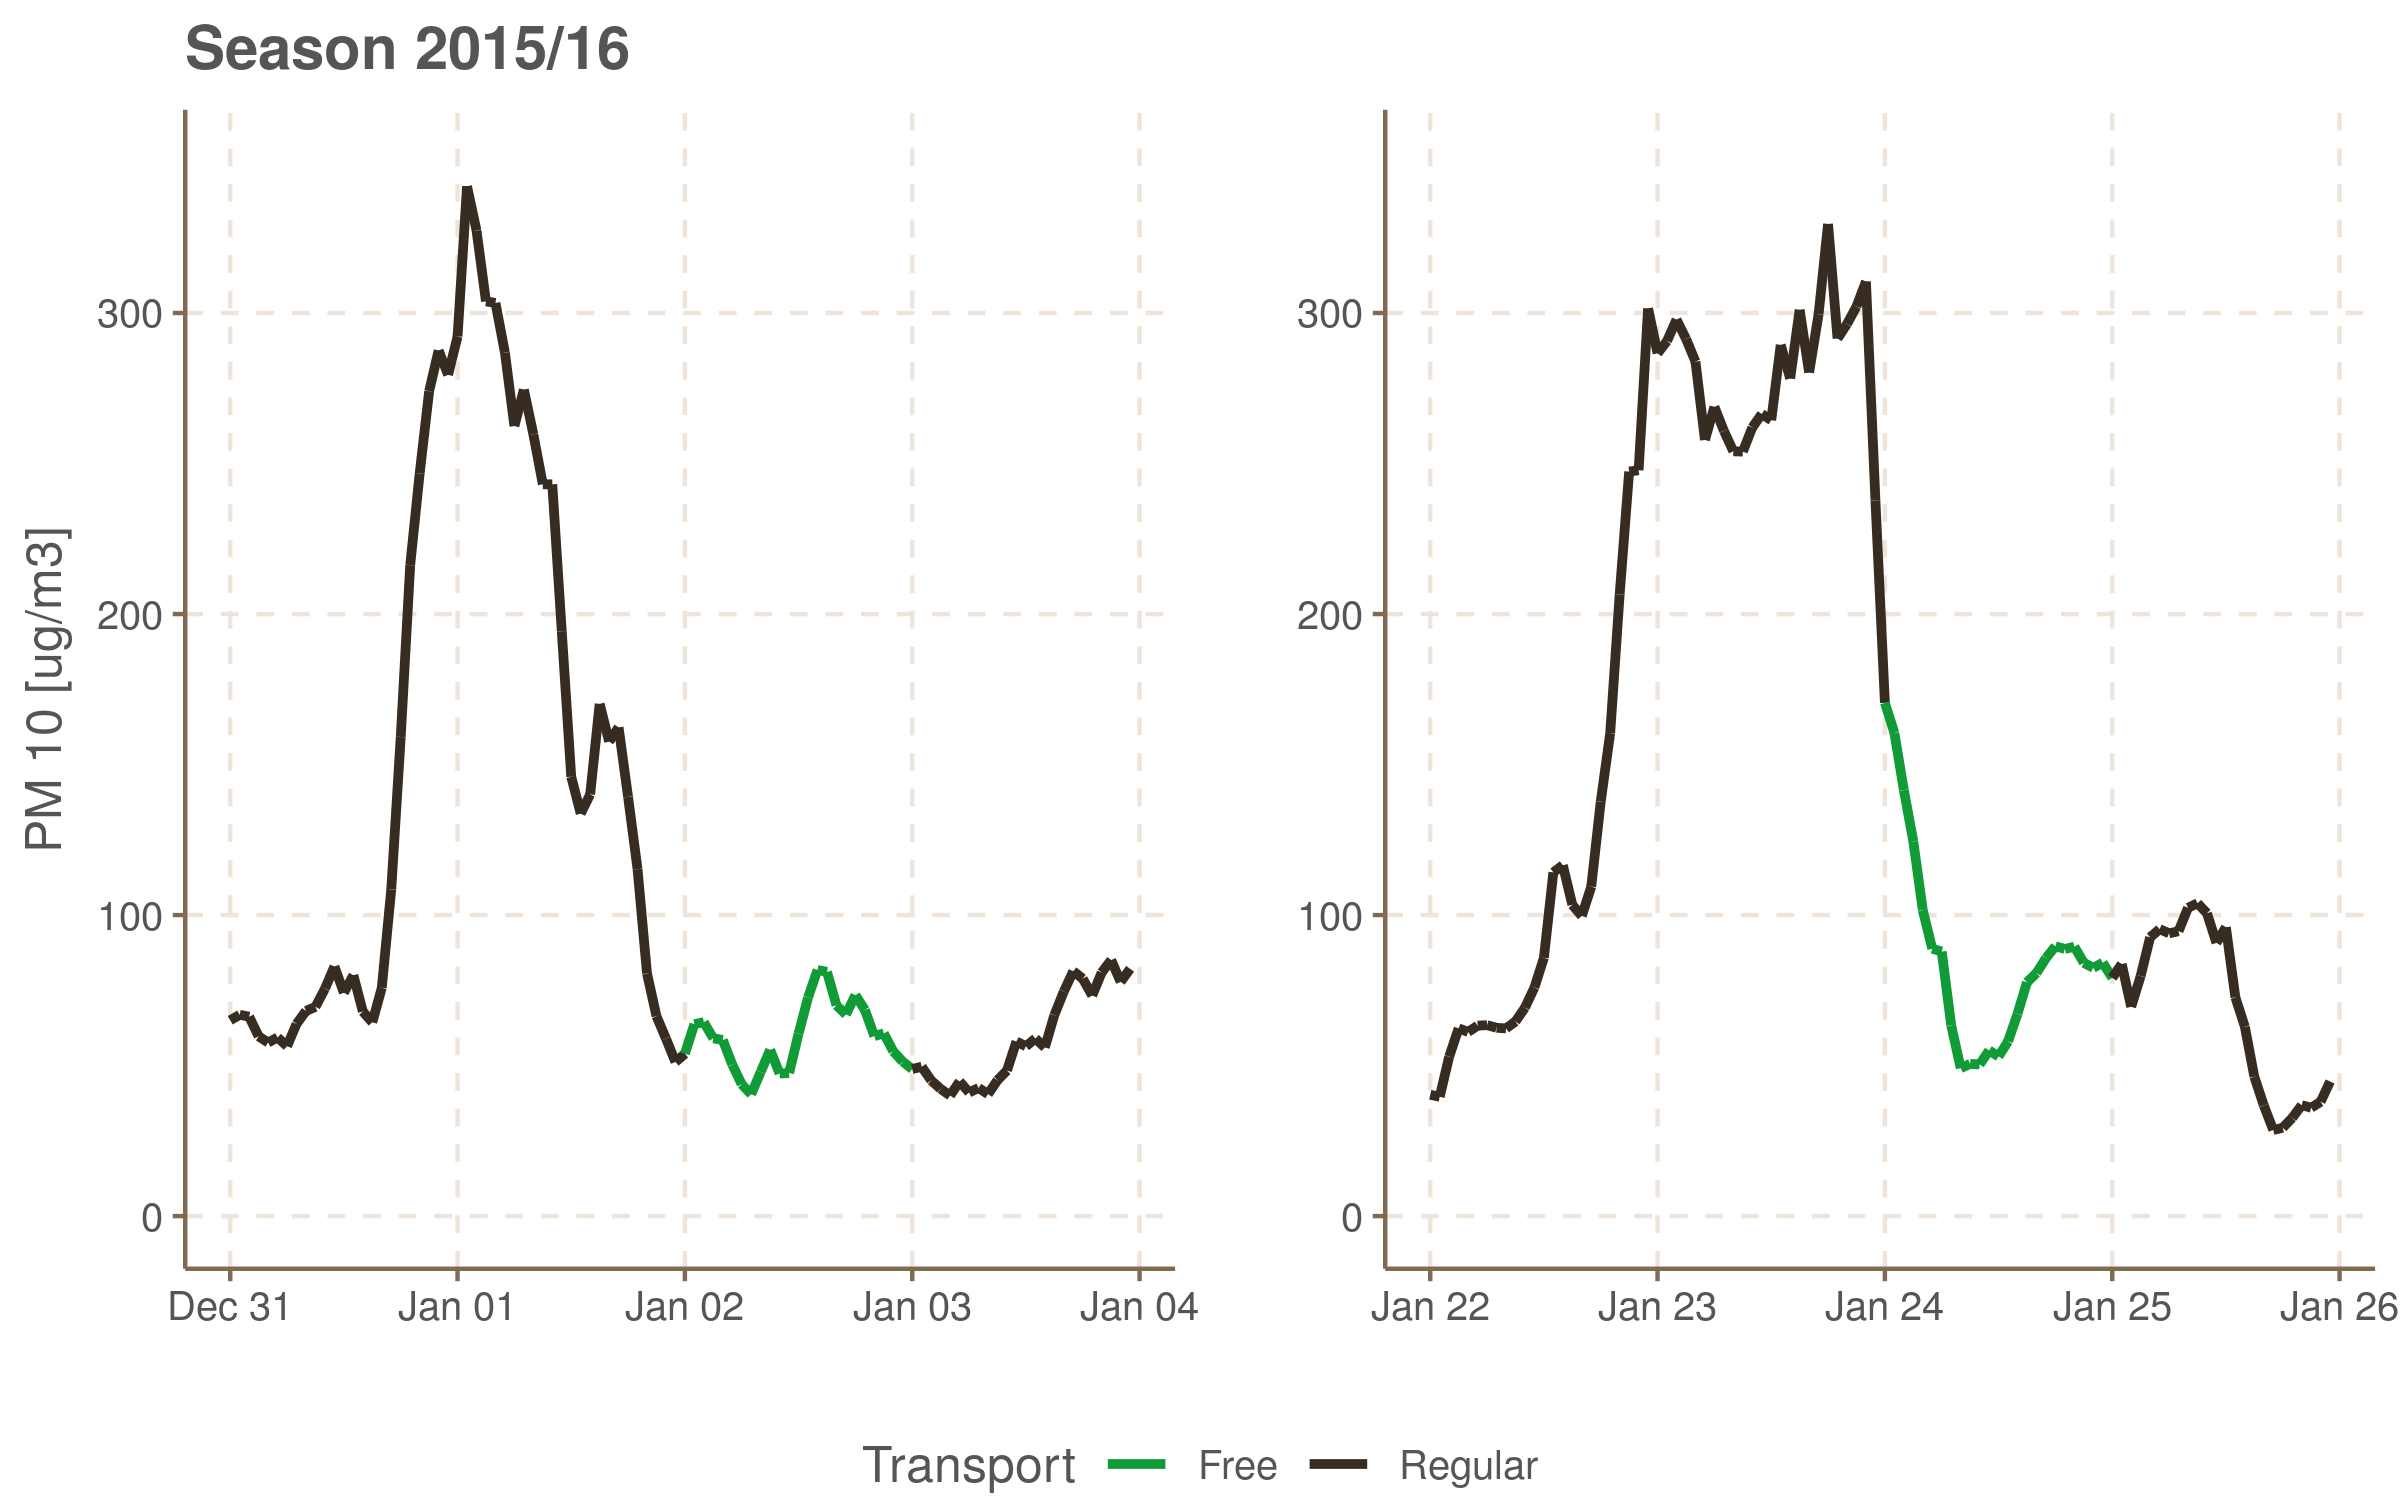 Season 2015/16
PM 10 [ug/m3]
300
200
100
0
Dec 31 Jan 01 Jan 02 Jan 03 Jan 04
300
200
100
0
Jan 22 Jan 23 Jan 24 Jan 25 Jan 26
Transport Free Regular